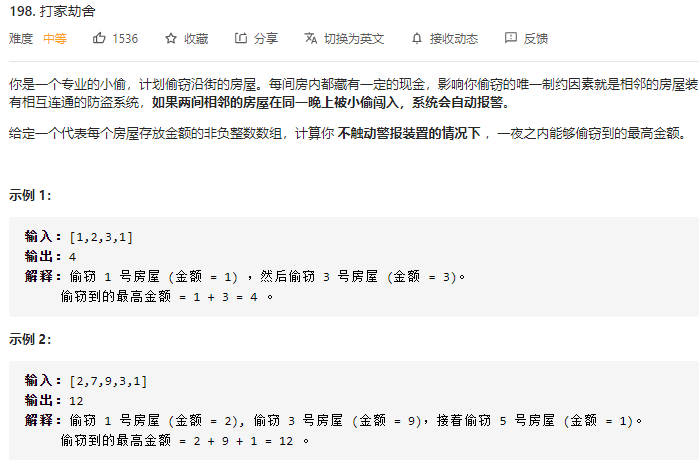 198. 打家劫舍
难度 中等 1536 收藏 分享 切换为英文 接收动态 反馈
你是一个专业的小偷，计划偷窃沿街的房屋。每间房内都藏有一定的现金，影响你偷窃的唯一制约因素就是相邻的房屋装
有相互连通的防盗系统，如果两间相邻的房屋在同一晚上被小偷闯入，系统会自动报警。
给定一个代表每个房屋存放金额的非负整数数组，计算你 不触动警报装置的情况下 ，一夜之内能够偷窃到的最高金额。
示例 1：
输入：[1,2,3,1]
输出：4
解释：偷窃 1 号房屋 (金额 = 1) ，然后偷窃 3 号房屋 (金额 = 3)。
偷窃到的最高金额 = 1 + 3 = 4 。
示例 2：
输入：[2,7,9,3,1]
输出：12
解释：偷窃 1 号房屋 (金额 = 2), 偷窃 3 号房屋 (金额 = 9)，接着偷窃 5 号房屋 (金额 = 1)。
偷窃到的最高金额 = 2 + 9 + 1 = 12 。